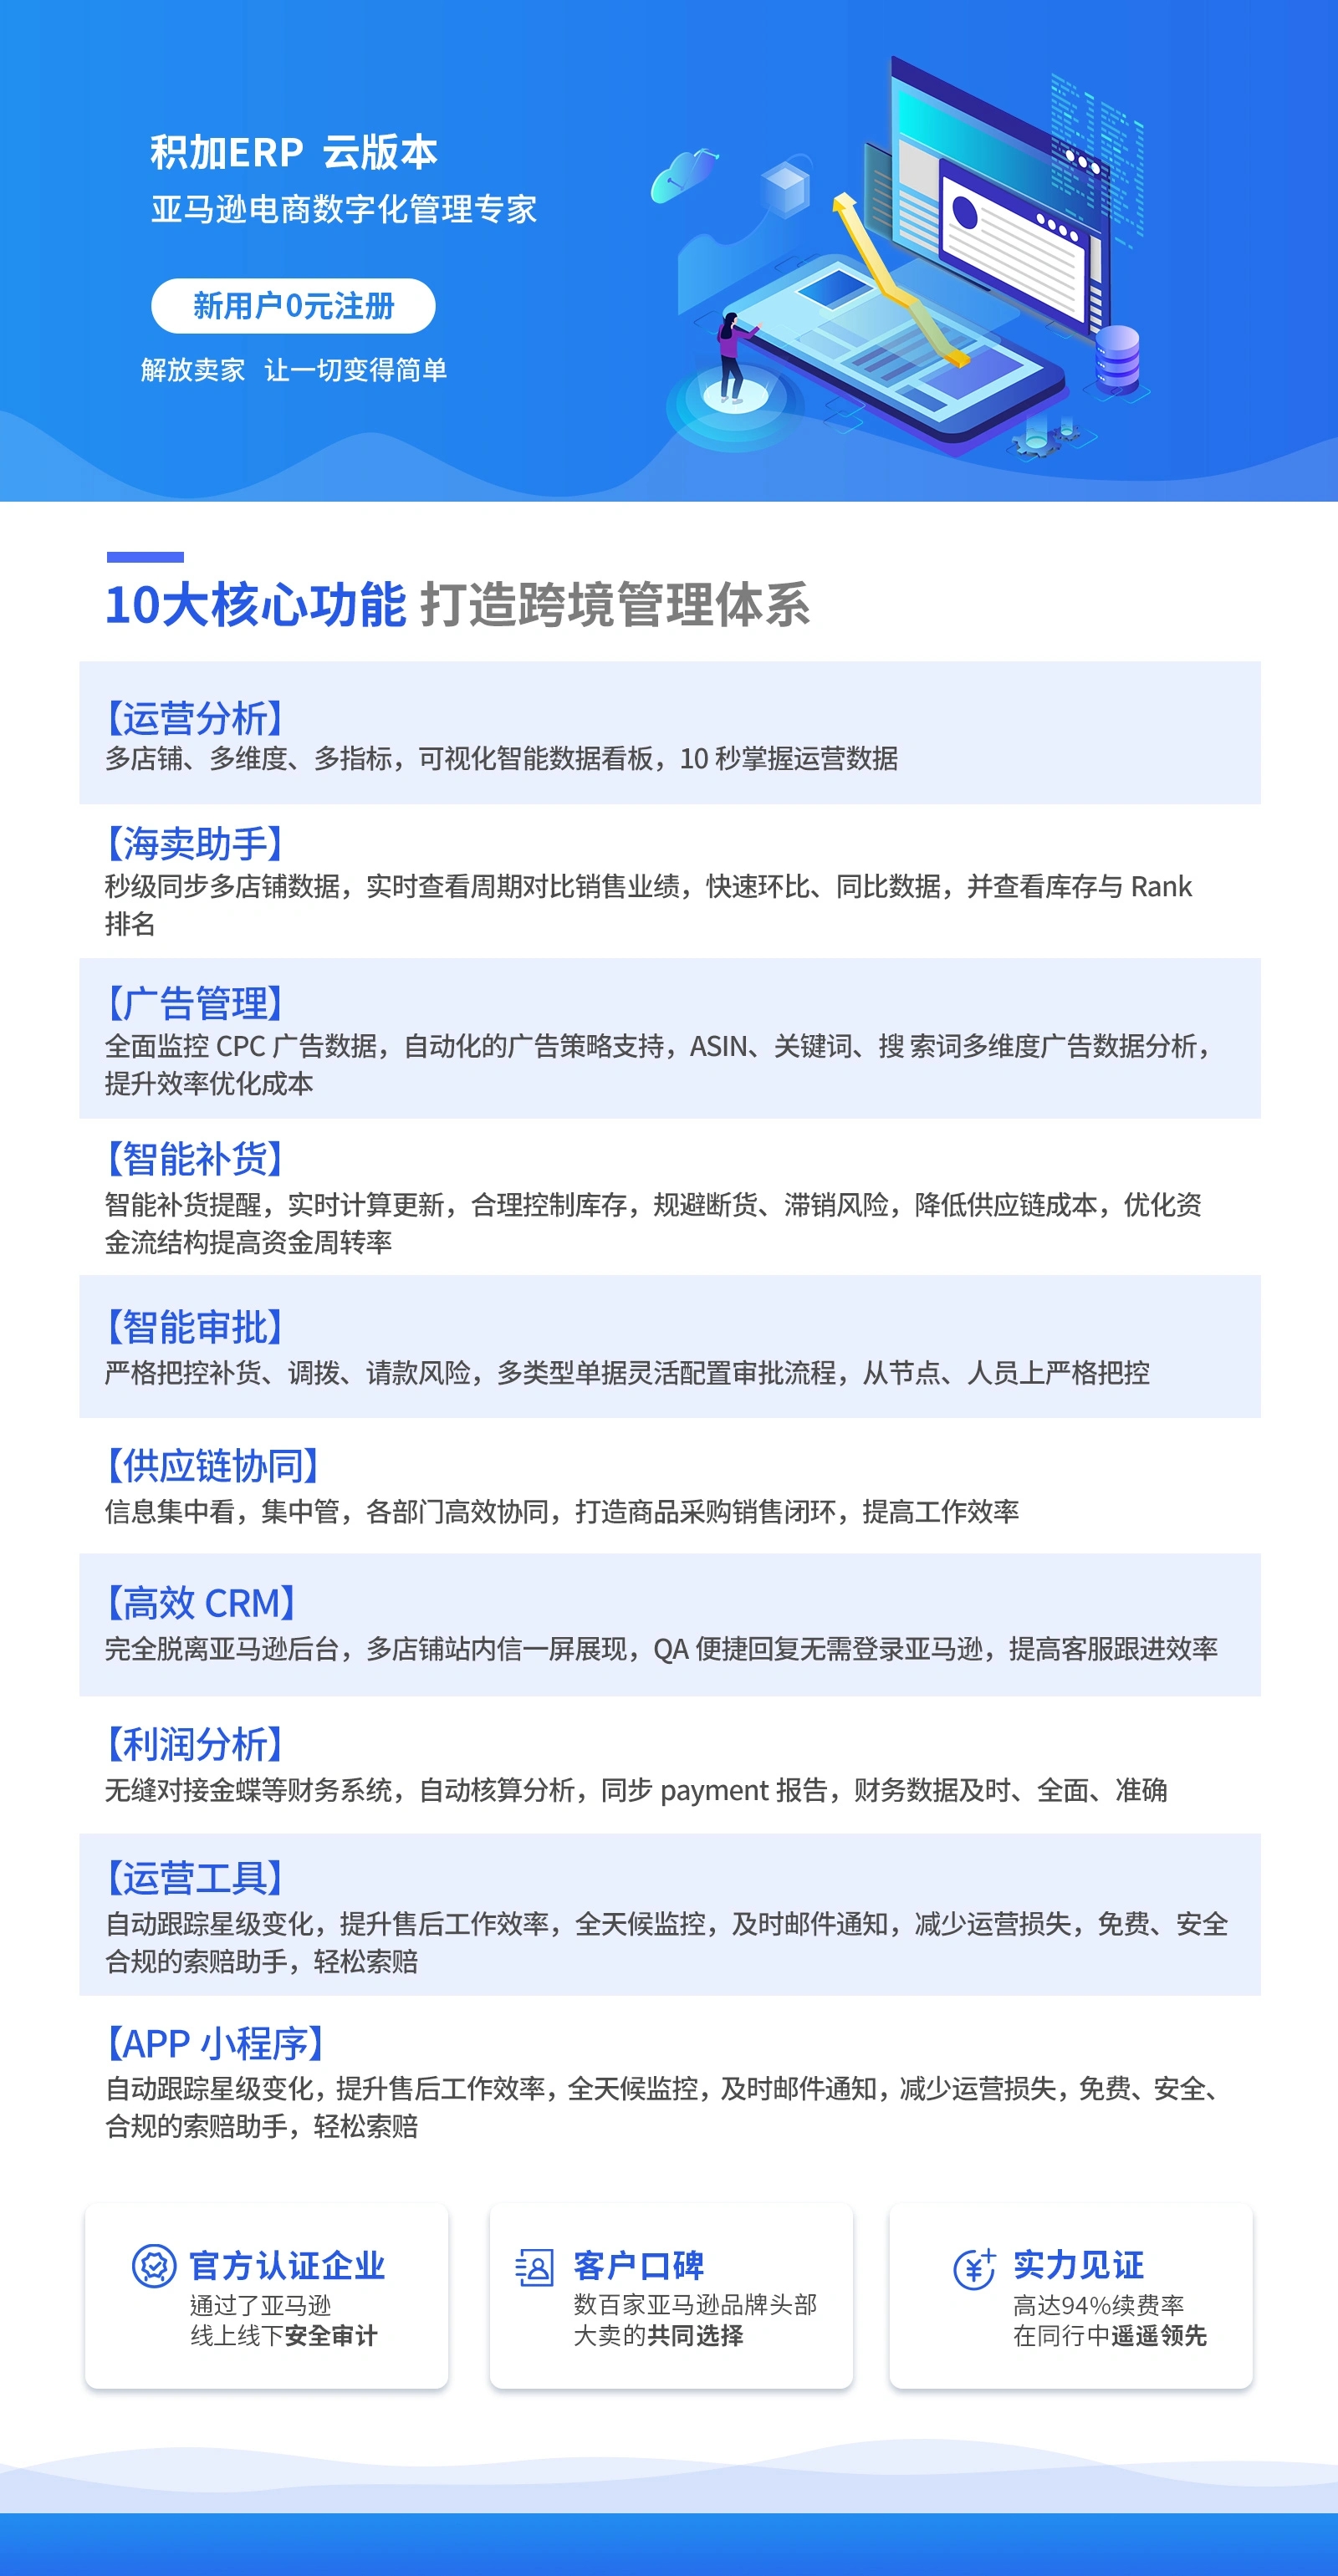 积加ERP 云版本
亚马逊电商数字化管理专家
新用户0元注册
解放卖家 让一切变得简单
10大核心功能 打造跨境管理体系
【运营分析】
多店铺、多维度、多指标，可视化智能数据看板，10 秒掌握运营数据
【海卖助手】
秒级同步多店铺数据，实时查看周期对比销售业绩，快速环比、同比数据，并查看库存与 Rank
排名
【广告管理】
全面监控 CPC 广告数据，自动化的广告策略支持，ASIN、关键词、搜 索词多维度广告数据分析，
提升效率优化成本
【智能补货】
智能补货提醒，实时计算更新，合理控制库存，规避断货、滞销风险，降低供应链成本，优化资
金流结构提高资金周转率
【智能审批】
严格把控补货、调拨、请款风险，多类型单据灵活配置审批流程，从节点、人员上严格把控
【供应链协同】
信息集中看，集中管，各部门高效协同，打造商品采购销售闭环，提高工作效率
【高效 CRM】
完全脱离亚马逊后台，多店铺站内信一屏展现，QA 便捷回复无需登录亚马逊，提高客服跟进效率
【利润分析】
无缝对接金蝶等财务系统，自动核算分析，同步 payment 报告，财务数据及时、全面、准确
【运营工具】
自动跟踪星级变化，提升售后工作效率，全天候监控，及时邮件通知，减少运营损失，免费、安全
合规的索赔助手，轻松索赔
【APP 小程序】
自动跟踪星级变化，提升售后工作效率，全天候监控，及时邮件通知，减少运营损失，免费、安全、
合规的索赔助手，轻松索赔
官方认证企业
通过了亚马逊
线上线下安全审计
客户口碑
数百家亚马逊品牌头部
大卖的共同选择
实力见证
高达94%续费率
在同行中遥遥领先